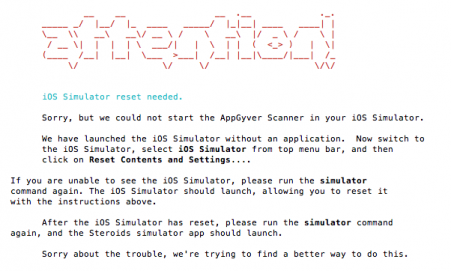 attention!
iOS Simulator reset needed.
Sorry, but we could not start the AppGyver Scanner in your iOS Simulator.
We have launched the iOS Simulator without an application.  Now switch to
the iOS Simulator, select iOS Simulator from top menu bar, and then
click on Reset Contents and Settings....
If you are unable to see the iOS Simulator, please run the simulator
command again. The iOS Simulator should launch, allowing you to reset it
with the instructions above.
After the iOS Simulator has reset, please run the simulator command
again, and the Steroids simulator app should launch.
Sorry about the trouble, we're trying to find a better way to do this.